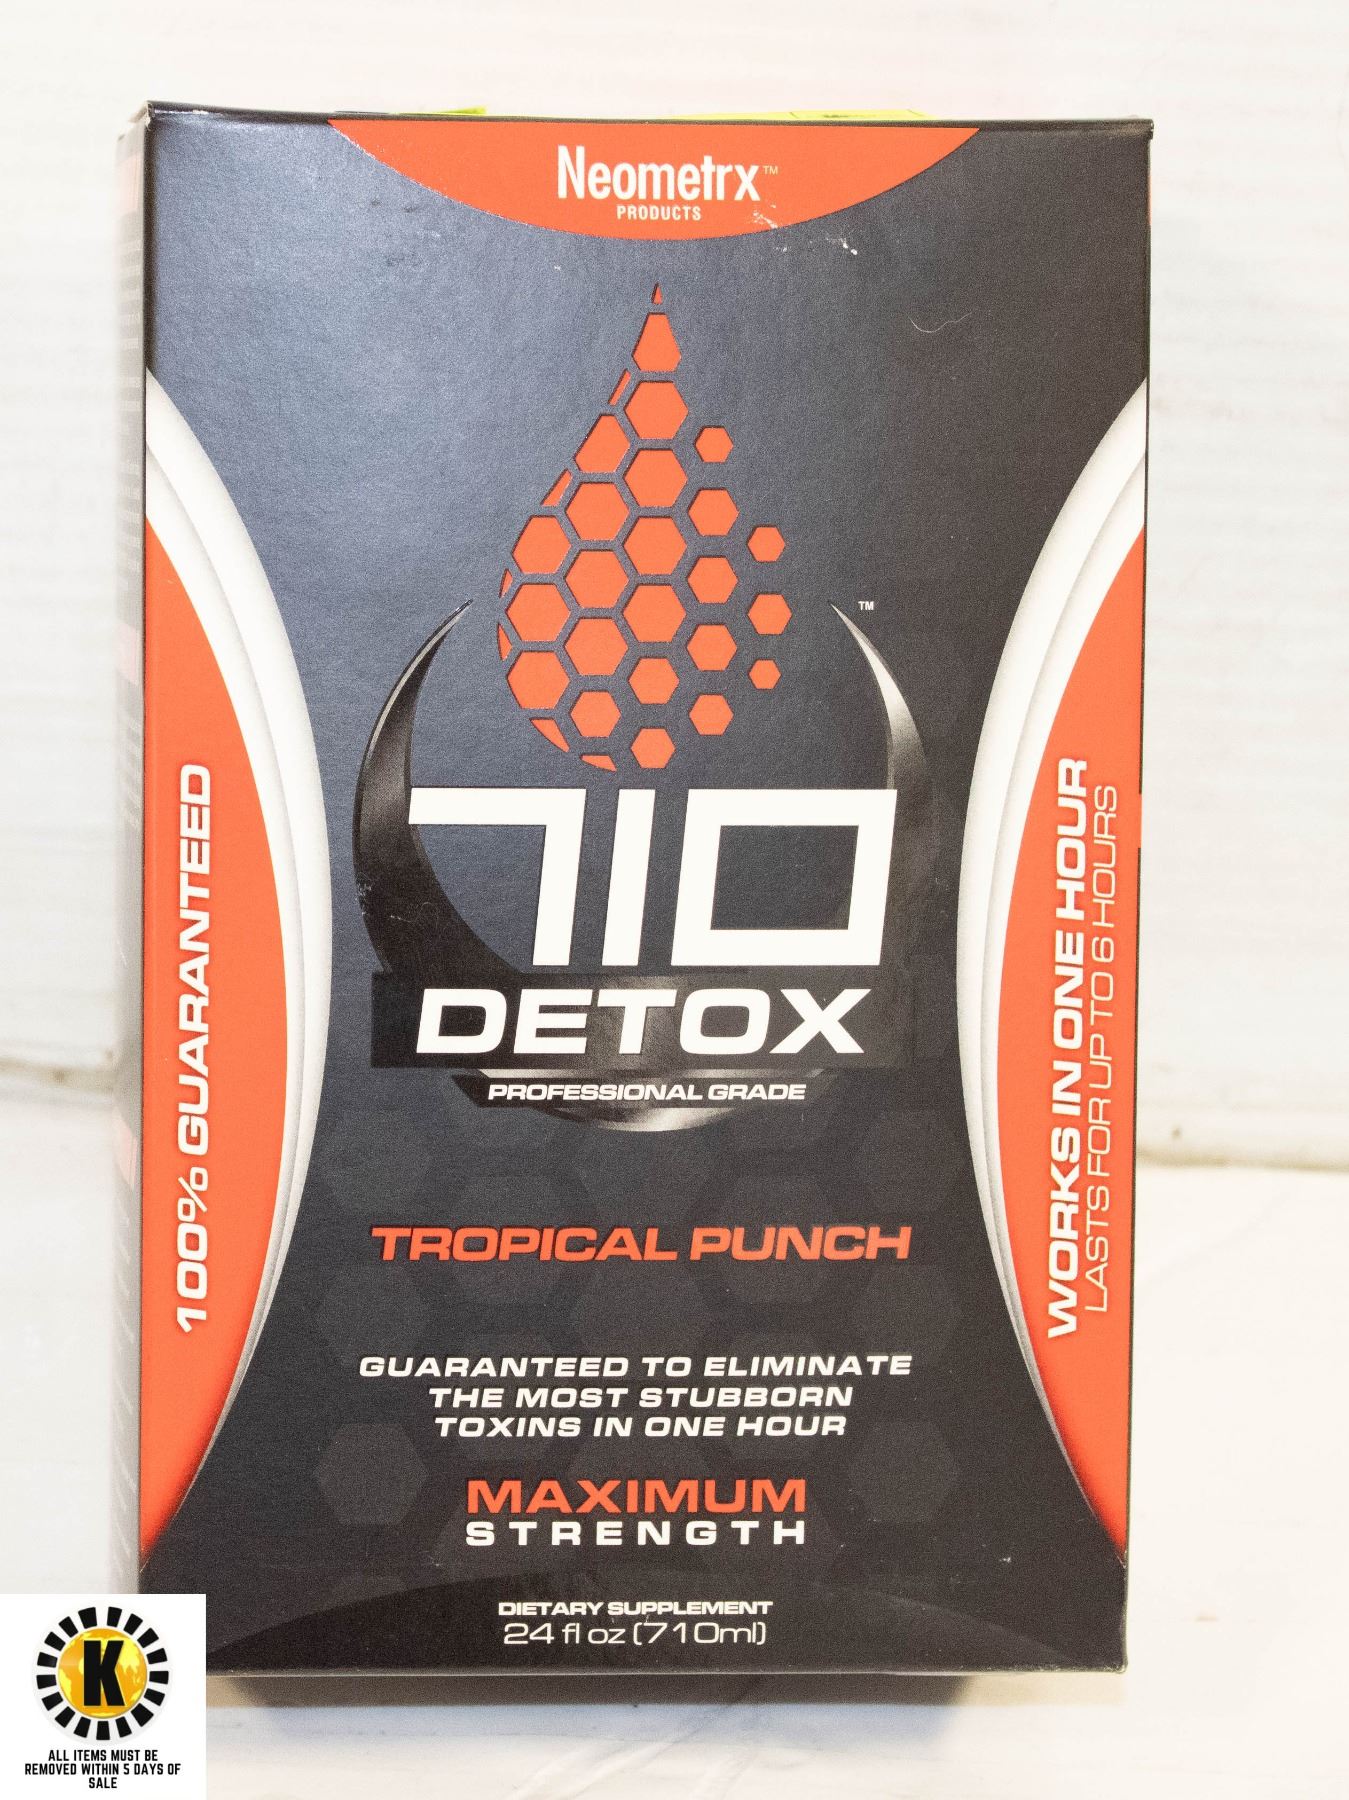 Neometrx™
PRODUCTS
TM
710
DETOX
PROFESSIONAL GRADE
100% GUARANTEED
WORKS IN ONE HOUR
LASTS FOR UP TO 6 HOURS
TROPICAL PUNCH
GUARANTEED TO ELIMINATE
THE MOST STUBBORN
TOXINS IN ONE HOUR
MAXIMUM
STRENGTH
DIETARY SUPPLEMENT
24 fl oz (710ml)
K
ALL ITEMS MUST BE
REMOVED WITHIN 5 DAYS OF
SALE